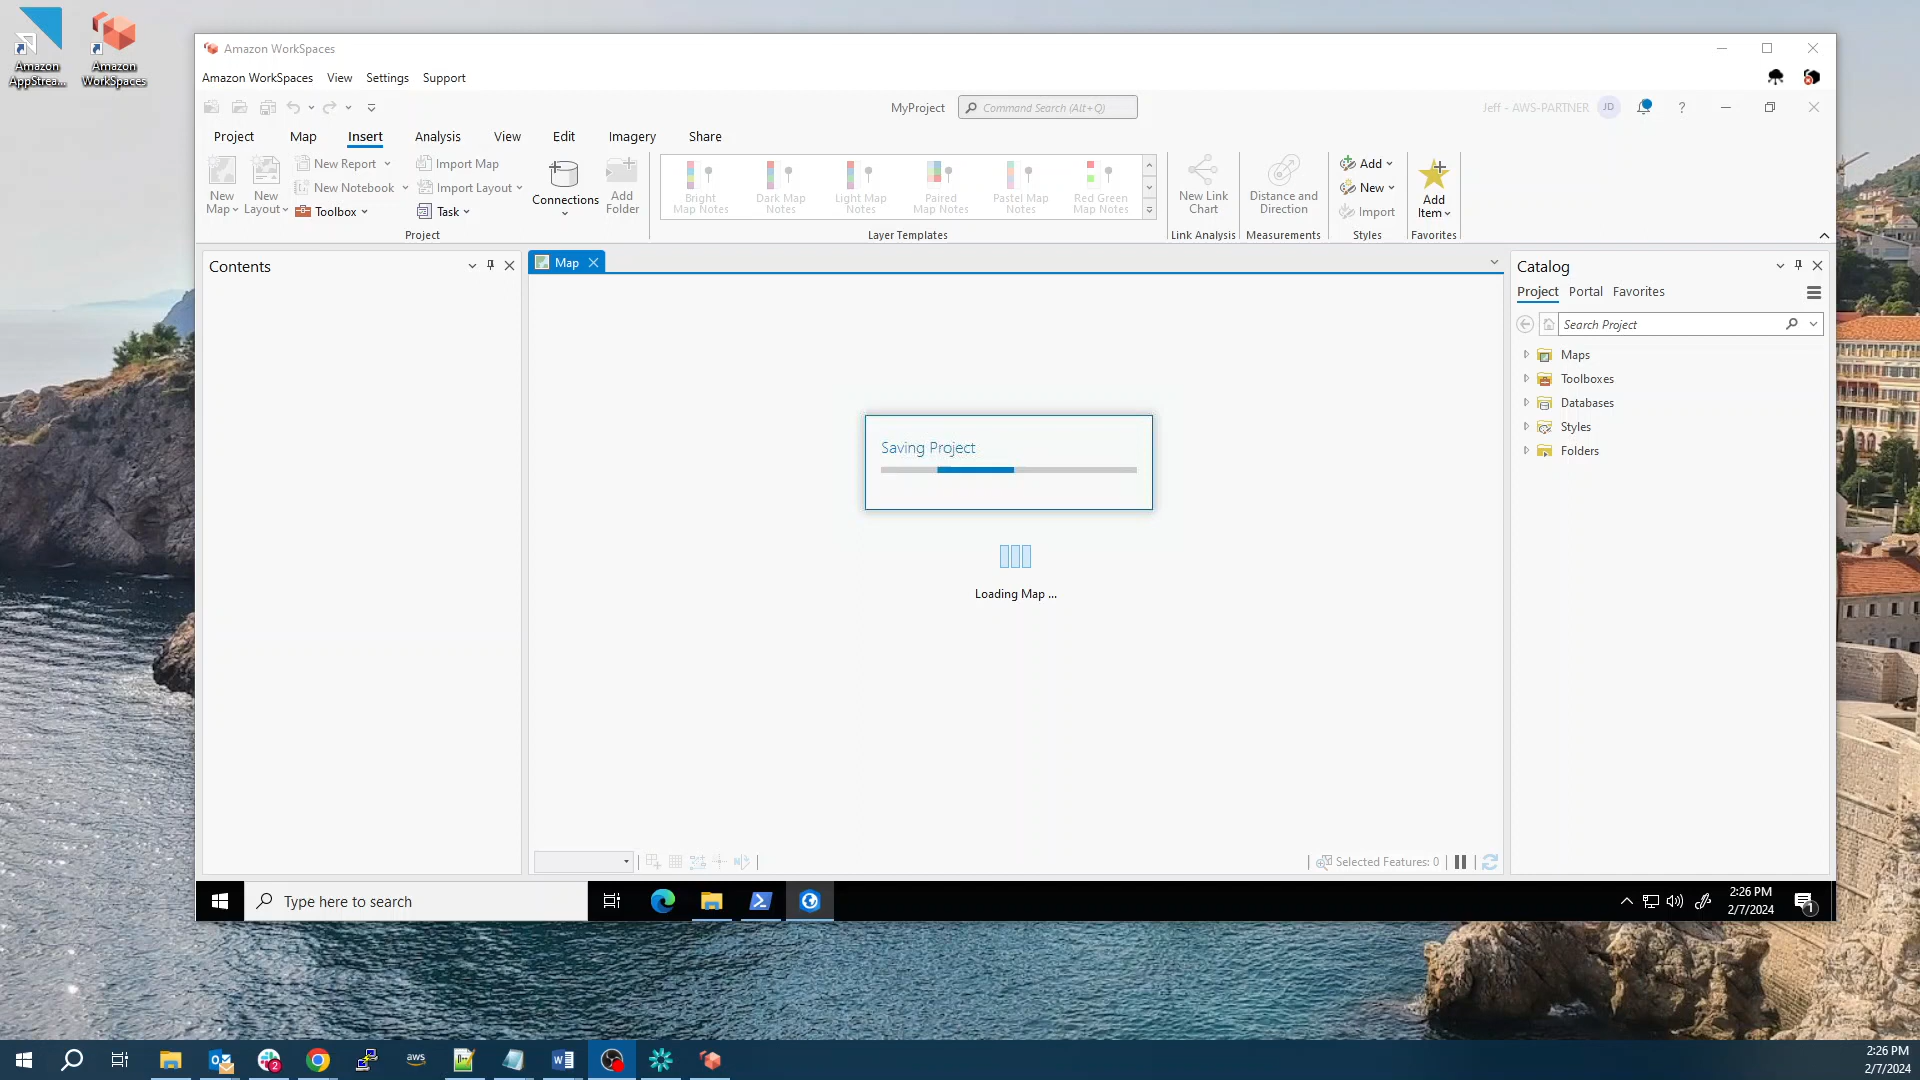 Amazon AppStrea...
Amazon WorkSpaces
Amazon WorkSpaces
Amazon WorkSpaces View Settings Support
MyProject Command Search (Alt+Q) Jeff - AWS-PARTNER JD ?
Project Map Insert Analysis View Edit Imagery Share
New Map
New Layout
New Report
New Notebook
Toolbox
Import Map
Import Layout
Task
Connections
Add Folder
Project
Bright Map Notes
Dark Map Notes
Light Map Notes
Paired Map Notes
Pastel Map Notes
Red Green Map Notes
Layer Templates
New Link Chart
Link Analysis
Distance and Direction
Measurements
Add
New
Import
Styles
Add Item
Favorites
Contents
Map
Saving Project
Loading Map ...
Selected Features: 0
Catalog
Project Portal Favorites
Search Project
Maps
Toolboxes
Databases
Styles
Folders
Type here to search
2:26 PM
2/7/2024
1
2
aws
W
2:26 PM
2/7/2024